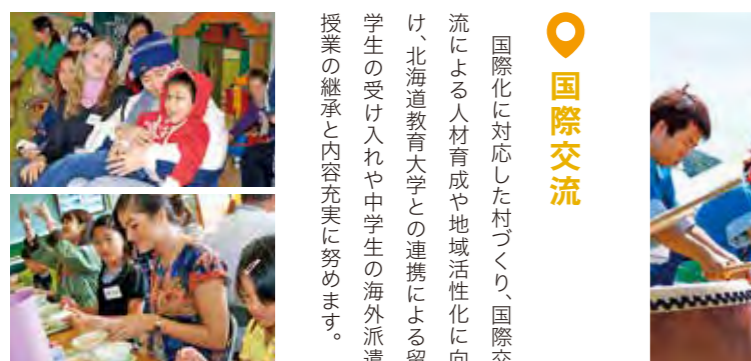 国際交流
国際化に対応した村づくり、国際交
流による人材育成や地域活性化に向
け、北海道教育大学との連携による留
学生の受け入れや中学生の海外派遣
授業の継承と内容充実に努めます。